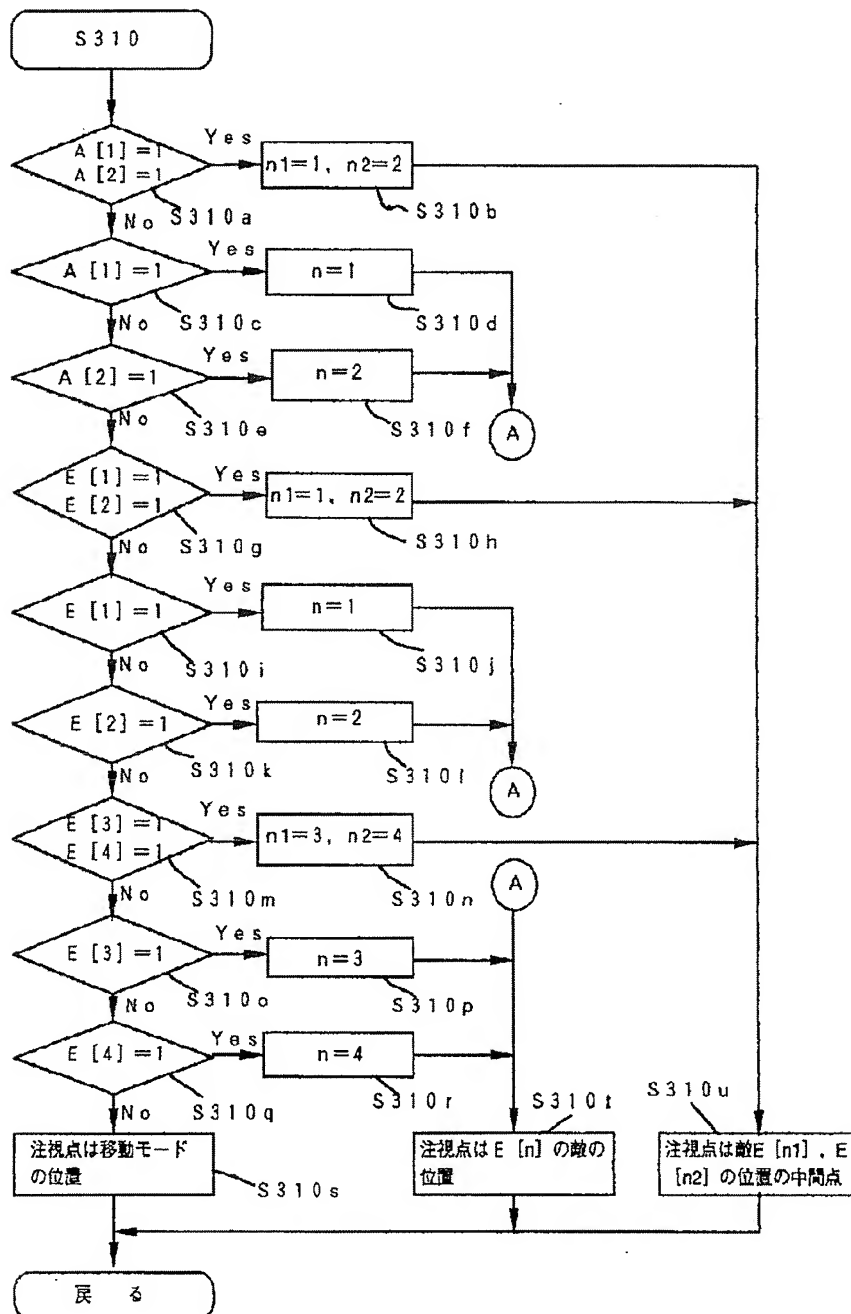 S310
A [1] =1
A [2] =1
Yes
n1=1, n2=2
S310a
S310b
No
A [1] =1
Yes
n=1
S310c
S310d
No
A [2] =1
Yes
n=2
S310e
S310f
A
No
E [1] =1
E [2] =1
Yes
n1=1, n2=2
S310g
S310h
No
E [1] =1
Yes
n=1
S310i
S310j
No
E [2] =1
Yes
n=2
S310k
S310l
A
No
E [3] =1
E [4] =1
Yes
n1=3, n2=4
S310m
S310n
A
No
E [3] =1
Yes
n=3
S310o
S310p
No
E [4] =1
Yes
n=4
S310q
S310r
S310t
S310u
No
注視点は移動モード
の位置
S310s
注視点はE [n] の敵の
位置
注視点は敵E [n1] , E
[n2] の位置の中間点
戻 る